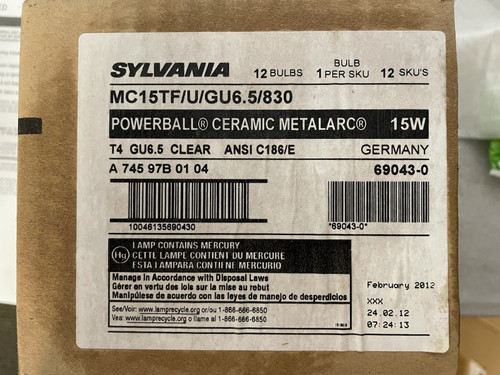 SYLVANIA 12 BULBS BULB 1 PER SKU 12 SKU'S
MC15TF/U/GU6.5/830
POWERBALL® CERAMIC METALARC® 15W
T4 GU6.5 CLEAR ANSI C186/E GERMANY
A 745 97B 01 04 69043-0
10046135690430 *69043-0*
Hg LAMP CONTAINS MERCURY
CETTE LAMPE CONTIENT DU MERCURE
ESTA LAMPARA CONTIENE MERCURIO
Manage in Accordance with Disposal Laws
Gérer en vertu des lois sur la mise au rebut
Manipúlese de acuerdo con las leyes de manejo de desperdicios
See/Voir: www.lamprecycle.org or/ou 1-866-666-6850
Vea: www.lamprecycle.org o llame al 1-866-666-6850
February 2012
XXX
24.02.12
07:24:13